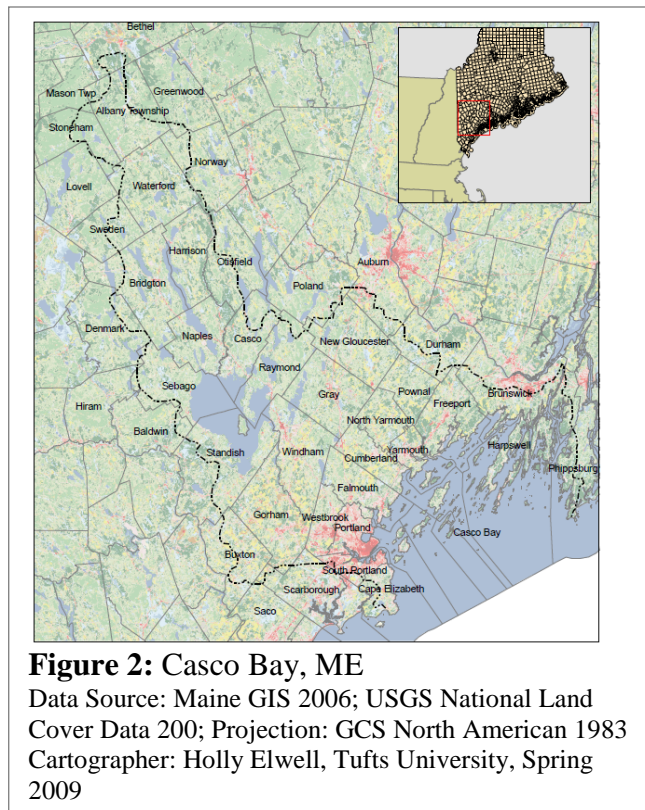 Bethel
Mason Twp
Greenwood
Albany Township
Stoneham
Norway
Lovell
Waterford
Sweden
Harrison
Otisfield
Auburn
Bridgton
Poland
Denmark
Naples
Casco
New Gloucester
Durham
Raymond
Sebago
Pownal
Brunswick
Hiram
Gray
Freeport
Baldwin
North Yarmouth
Harpswell
Standish
Windham
Yarmouth
Cumberland
Phippsburg
Falmouth
Gorham
Westbrook
Portland
Casco Bay
Buxton
South Portland
Scarborough
Cape Elizabeth
Saco
Figure 2: Casco Bay, ME
Data Source: Maine GIS 2006; USGS National Land
Cover Data 200; Projection: GCS North American 1983
Cartographer: Holly Elwell, Tufts University, Spring
2009